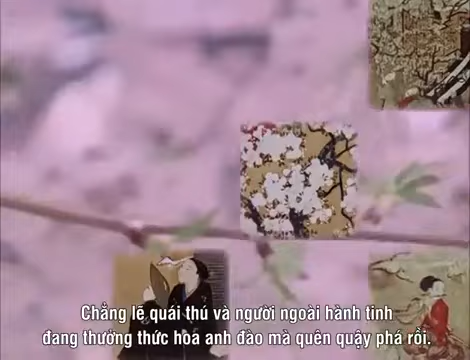 Chẳng lẽ quái thú và người ngoài hành tinh
đang thưởng thức hoa anh đào mà quên quậy phá rồi.